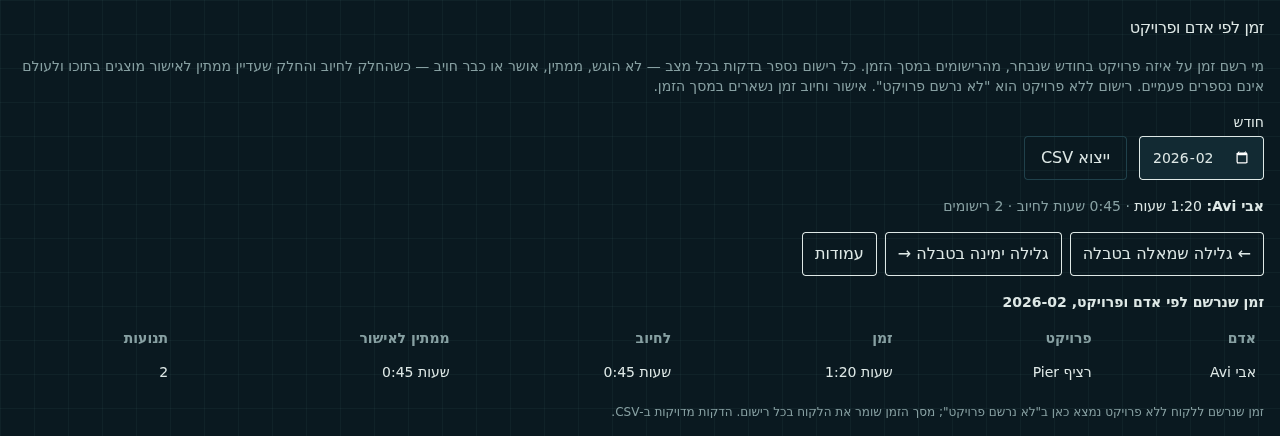 זמן לפי אדם ופרויקט
מי רשם זמן על איזה פרויקט בחודש שנבחר, מהרישומים במסך הזמן. כל רישום נספר בדקות בכל מצב — לא הוגש, ממתין, אושר או כבר חויב — כשהחלק לחיוב והחלק שעדיין ממתין לאישור מוצגים בתוכו ולעולם
אינם נספרים פעמיים. רישום ללא פרויקט הוא "לא נרשם פרויקט". אישור וחיוב זמן נשארים במסך הזמן.
חודש
2026-02 ייצוא CSV
אבי Avi: 1:20 שעות · 0:45 שעות לחיוב · 2 רישומים
← גלילה שמאלה בטבלה גלילה ימינה בטבלה → עמודות
זמן שנרשם לפי אדם ופרויקט, 2026-02
אדם פרויקט זמן לחיוב ממתין לאישור תנועות
אבי Avi רציף Pier 1:20 שעות 0:45 שעות 0:45 שעות 2
זמן שנרשם ללקוח ללא פרויקט נמצא כאן ב"לא נרשם פרויקט"; מסך הזמן שומר את הלקוח בכל רישום. הדקות מדויקות ב-CSV.